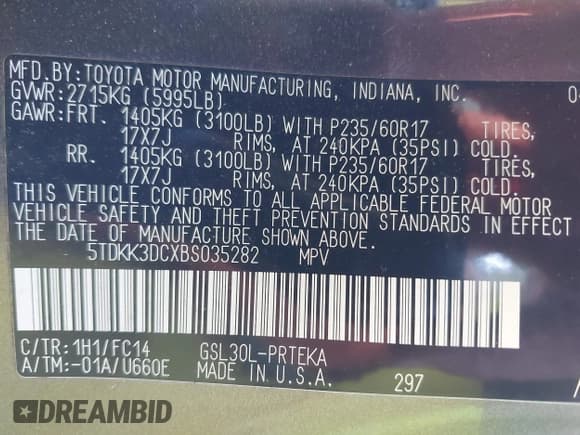 MFD. BY: TOYOTA MOTOR MANUFACTURING, INDIANA, INC.
GVWR: 2715KG (5995LB)
GAWR: FRT. 1405KG (3100LB) WITH P235/60R17 TIRES,
17X7J RIMS, AT 240KPA (35PSI) COLD.
RR. 1405KG (3100LB) WITH P235/60R17 TIRES,
17X7J RIMS, AT 240KPA (35PSI) COLD.
THIS VEHICLE CONFORMS TO ALL APPLICABLE FEDERAL MOTOR
VEHICLE SAFETY AND THEFT PREVENTION STANDARDS IN EFFECT
THE DATE OF MANUFACTURE SHOWN ABOVE.
5TDKK3DCXBS035282 MPV
C/TR: 1H1/FC14 GSL30L-PRTEKA
A/TM:-01A/U660E MADE IN U.S.A. 297
DREAMBID